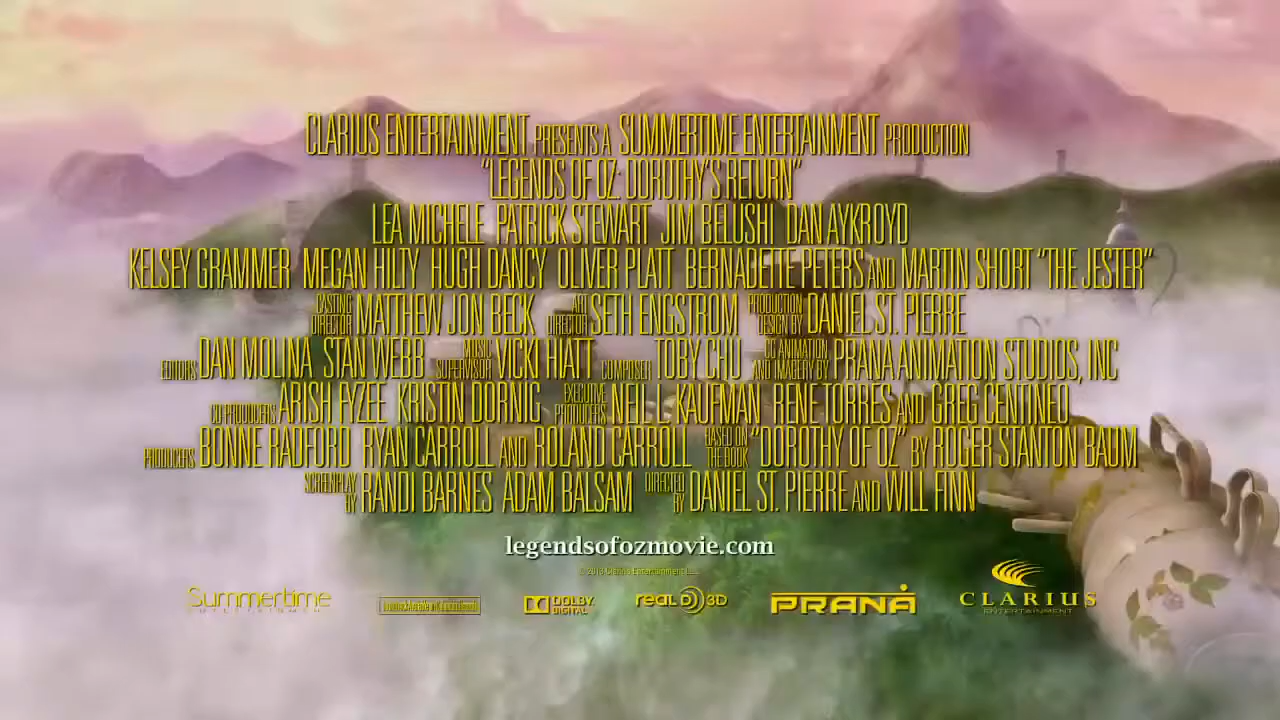 CLARIUS ENTERTAINMENT PRESENTS A SUMMERTIME ENTERTAINMENT PRODUCTION
"LEGENDS OF OZ: DOROTHY'S RETURN"
LEA MICHELE PATRICK STEWART JIM BELUSHI DAN AYKROYD
KELSEY GRAMMER MEGAN HILTY HUGH DANCY OLIVER PLATT BERNADETTE PETERS AND MARTIN SHORT "THE JESTER"
CASTING DIRECTOR MATTHEW JON BECK ART DIRECTOR SETH ENGSTROM PRODUCTION DESIGN BY DANIEL ST. PIERRE
EDITORS DAN MOLINA STAN WEBB MUSIC SUPERVISOR VICKI HIATT COMPOSER TOBY CHU CG ANIMATION AND IMAGERY BY PRANA ANIMATION STUDIOS, INC
CO PRODUCERS ARISH FYZEE KRISTIN DORNIG EXECUTIVE PRODUCERS NEIL L. KAUFMAN RENE TORRES AND GREG CENTINEO
PRODUCERS BONNE RADFORD RYAN CARROLL AND ROLAND CARROLL BASED ON THE BOOK "DOROTHY OF OZ" BY ROGER STANTON BAUM
SCREENPLAY BY RANDI BARNES ADAM BALSAM DIRECTED BY DANIEL ST. PIERRE AND WILL FINN
legendsofozmovie.com
© 2013 Clarius Entertainment
Summertime ENTERTAINMENT DOLBY DIGITAL REAL D 3D PRANA CLARIUS ENTERTAINMENT